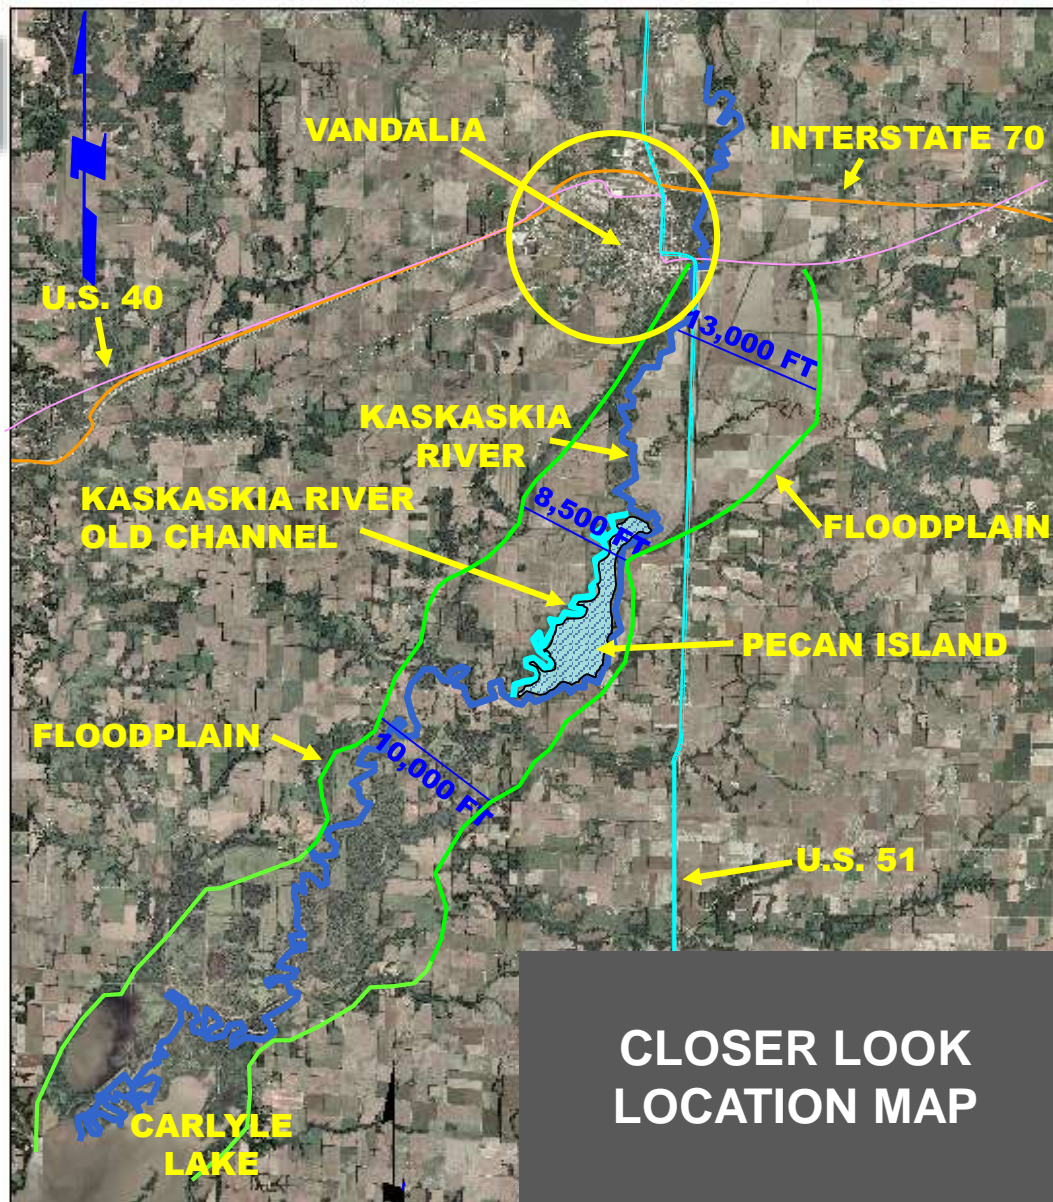 VANDALIA
INTERSTATE 70
U.S. 40
13,000 FT
KASKASKIA
RIVER
KASKASKIA RIVER
OLD CHANNEL
8,500 FT
FLOODPLAIN
PECAN ISLAND
FLOODPLAIN
10,000 FT
U.S. 51
CARLYLE
LAKE
CLOSER LOOK
LOCATION MAP